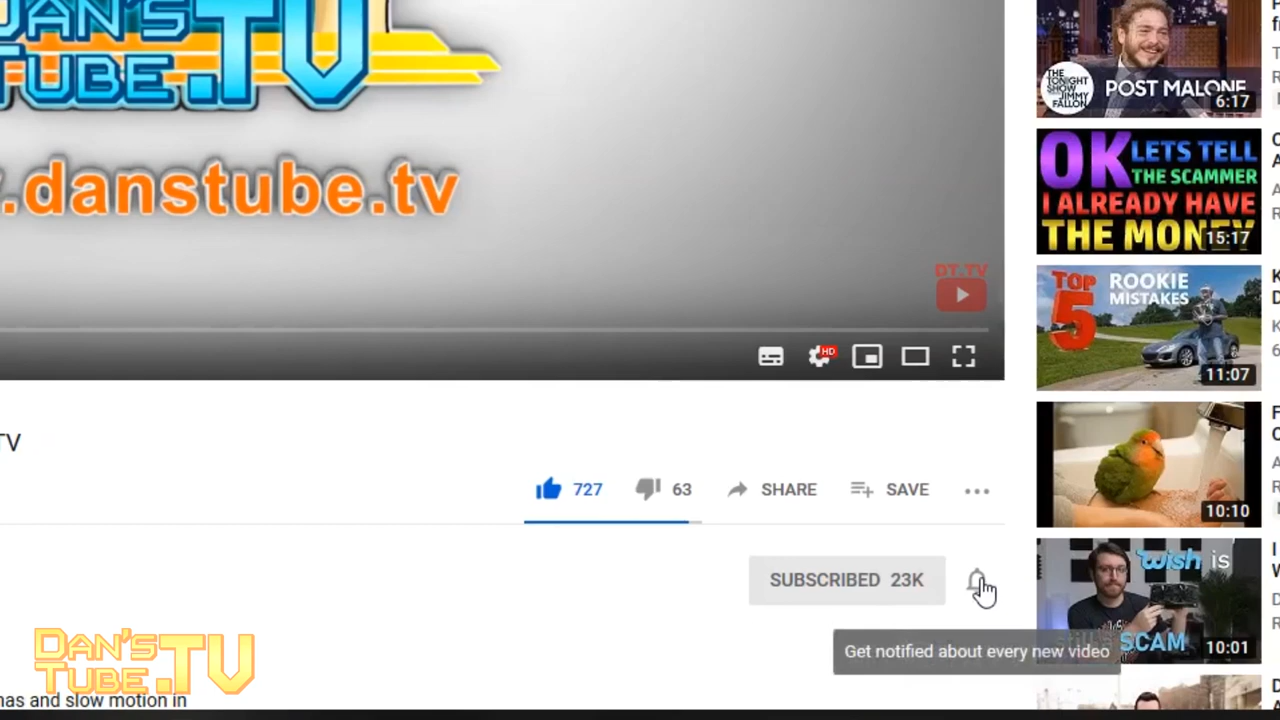 DAN'S
TUBE.TV
.danstube.tv
DT.TV
HD
TV
727
63
SHARE
SAVE
SUBSCRIBED 23K
Get notified about every new video
DAN'S
TUBE.TV
and slow motion in
THE
TONIGHT
SHOW
JIMMY
FALLON
POST MALONE
6:17
OK LETS TELL
THE SCAMMER
I ALREADY HAVE
THE MONEY
15:17
TOP
5
ROOKIE
MISTAKES
11:07
10:10
wish is
SCAM
10:01